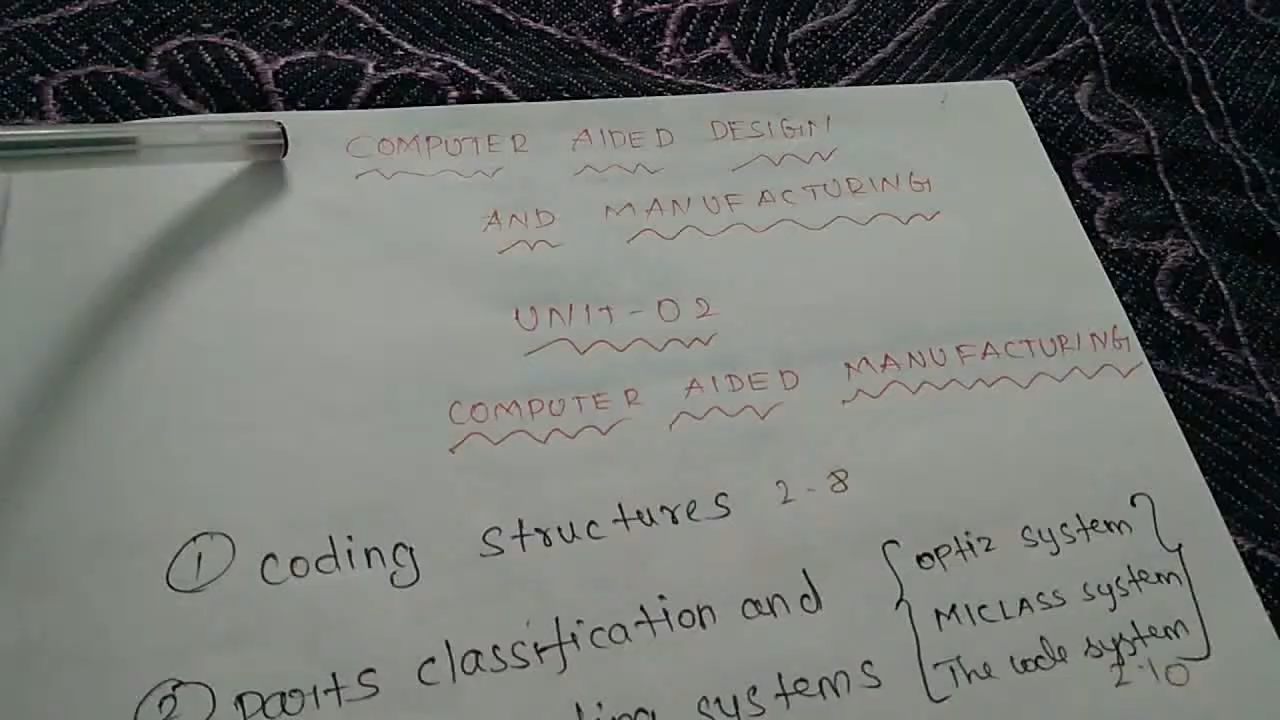 COMPUTER AIDED DESIGN
AND MANUFACTURING
UNIT-02
COMPUTER AIDED MANUFACTURING
① coding structures 2-8
② parts classification and
systems
{ optiz system }
MICLASS system
The code system
2.10